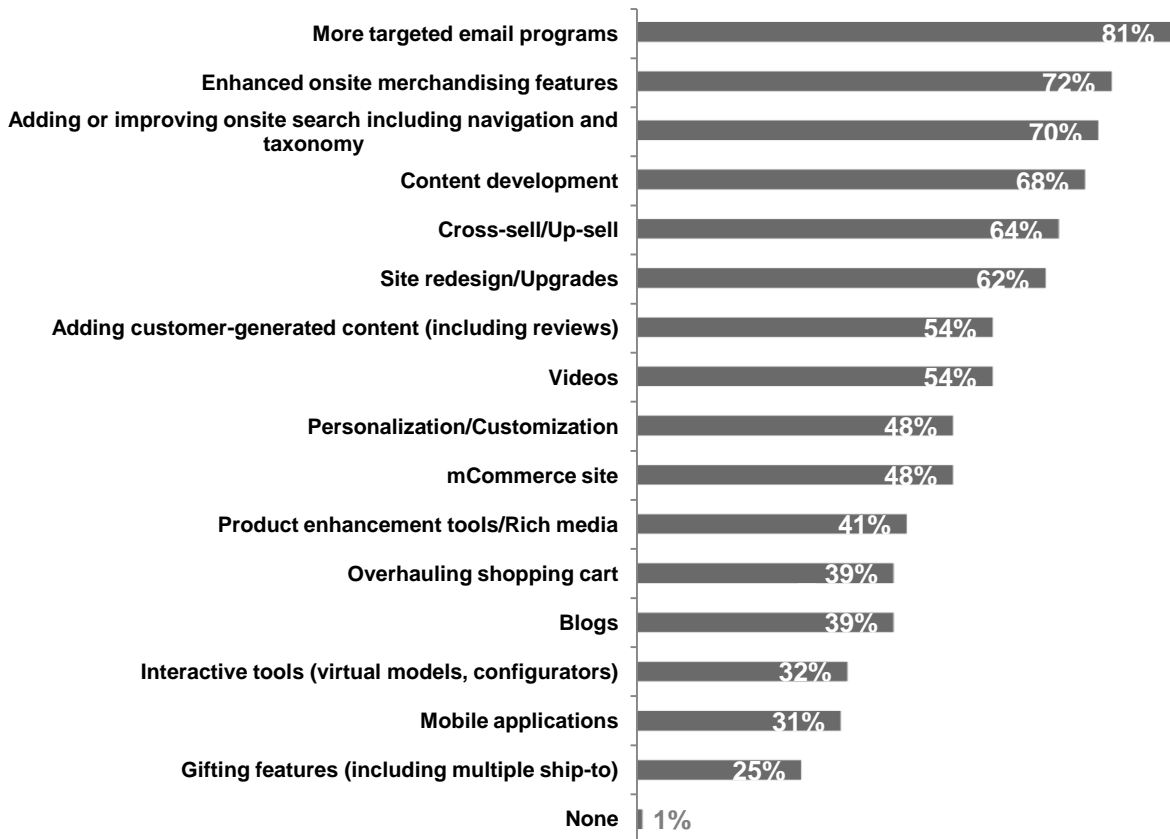 More targeted email programs 81%
Enhanced onsite merchandising features 72%
Adding or improving onsite search including navigation and
taxonomy 70%
Content development 68%
Cross-sell/Up-sell 64%
Site redesign/Upgrades 62%
Adding customer-generated content (including reviews) 54%
Videos 54%
Personalization/Customization 48%
mCommerce site 48%
Product enhancement tools/Rich media 41%
Overhauling shopping cart 39%
Blogs 39%
Interactive tools (virtual models, configurators) 32%
Mobile applications 31%
Gifting features (including multiple ship-to) 25%
None 1%